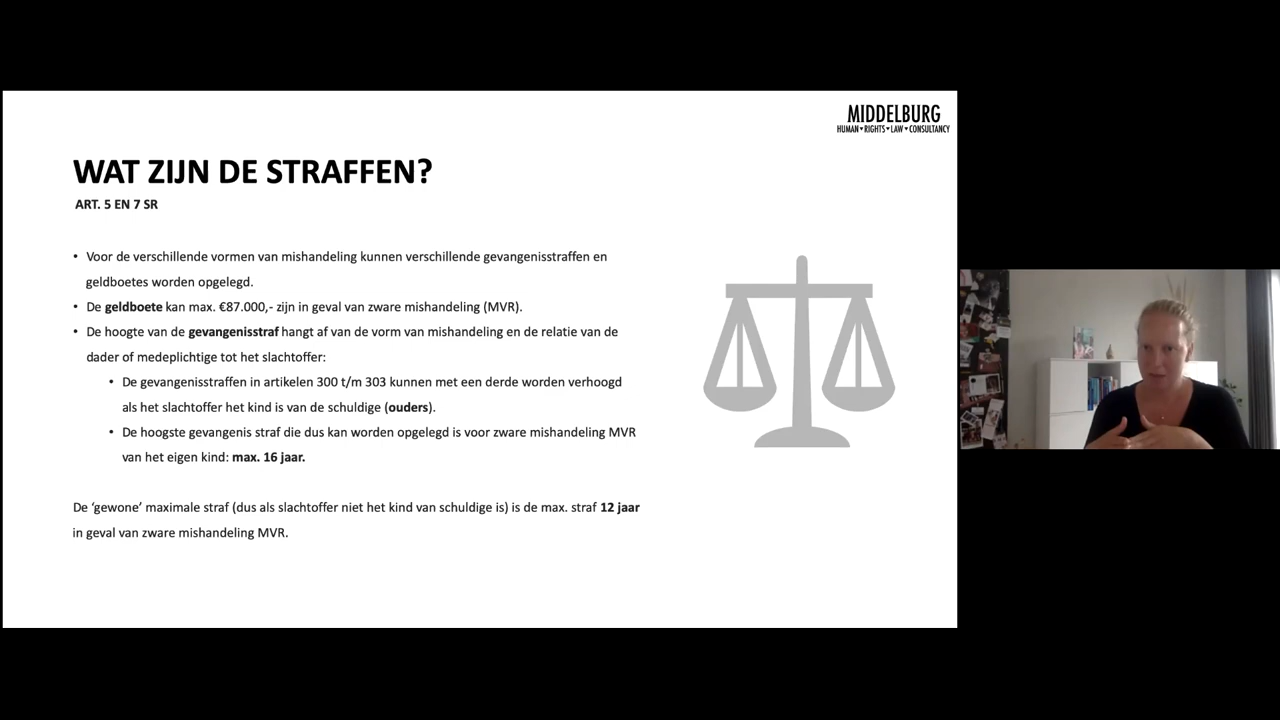 MIDDELBURG
HUMAN♥RIGHTS♥LAW♥CONSULTANCY
WAT ZIJN DE STRAFFEN?
ART. 5 EN 7 SR
• Voor de verschillende vormen van mishandeling kunnen verschillende gevangenisstraffen en
geldboetes worden opgelegd.
• De geldboete kan max. €87.000,- zijn in geval van zware mishandeling (MVR).
• De hoogte van de gevangenisstraf hangt af van de vorm van mishandeling en de relatie van de
dader of medeplichtige tot het slachtoffer:
• De gevangenisstraffen in artikelen 300 t/m 303 kunnen met een derde worden verhoogd
als het slachtoffer het kind is van de schuldige (ouders).
• De hoogste gevangenis straf die dus kan worden opgelegd is voor zware mishandeling MVR
van het eigen kind: max. 16 jaar.
De ‘gewone’ maximale straf (dus als slachtoffer niet het kind van schuldige is) is de max. straf 12 jaar
in geval van zware mishandeling MVR.